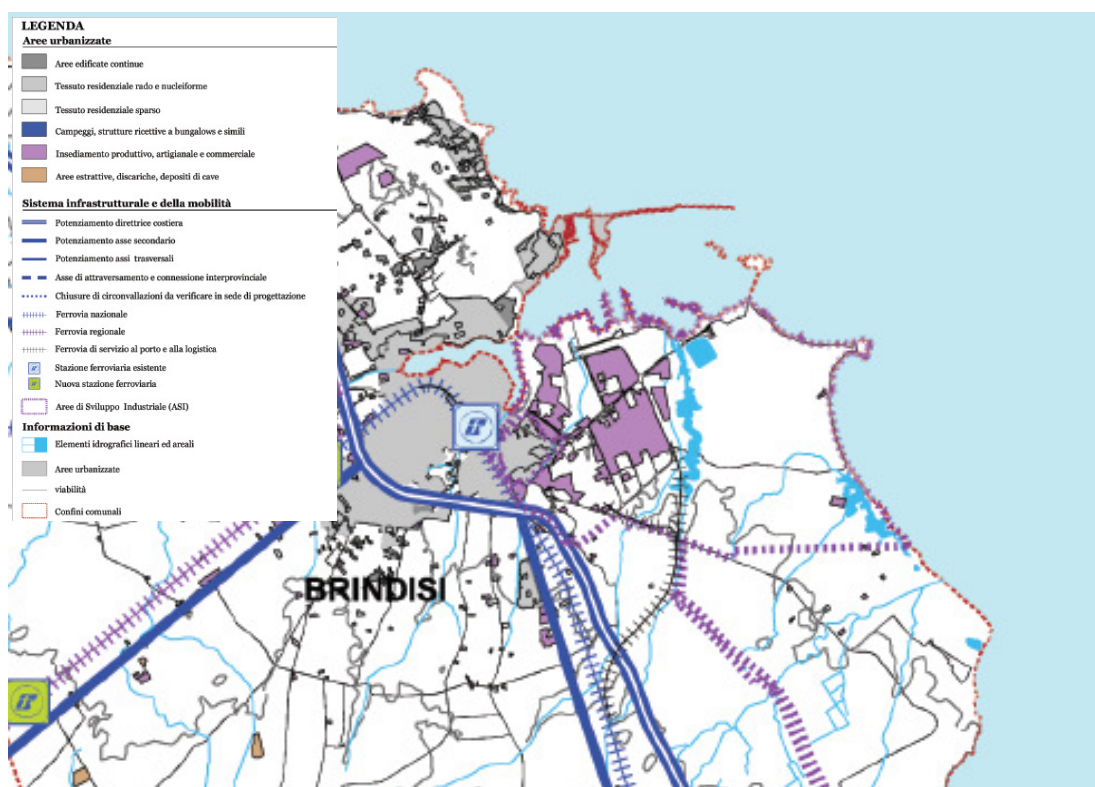 LEGENDA
Aree urbanizzate
Aree edificate continue
Tessuto residenziale rado e nucleiforme
Tessuto residenziale sparso
Campeggi, strutture ricettive a bungalows e simili
Insediamento produttivo, artigianale e commerciale
Aree estrattive, discariche, depositi di cave
Sistema infrastrutturale e della mobilità
Potenziamento direttrice costiera
Potenziamento asse secondario
Potenziamento assi trasversali
Asse di attraversamento e connessione interprovinciale
Chiusure di circonvallazioni da verificare in sede di progettazione
Ferrovia nazionale
Ferrovia regionale
Ferrovia di servizio al porto e alla logistica
Stazione ferroviaria esistente
Nuova stazione ferroviaria
Aree di Sviluppo Industriale (ASI)
Informazioni di base
Elementi idrografici lineari ed areali
Aree urbanizzate
viabilità
Confini comunali
BRINDISI